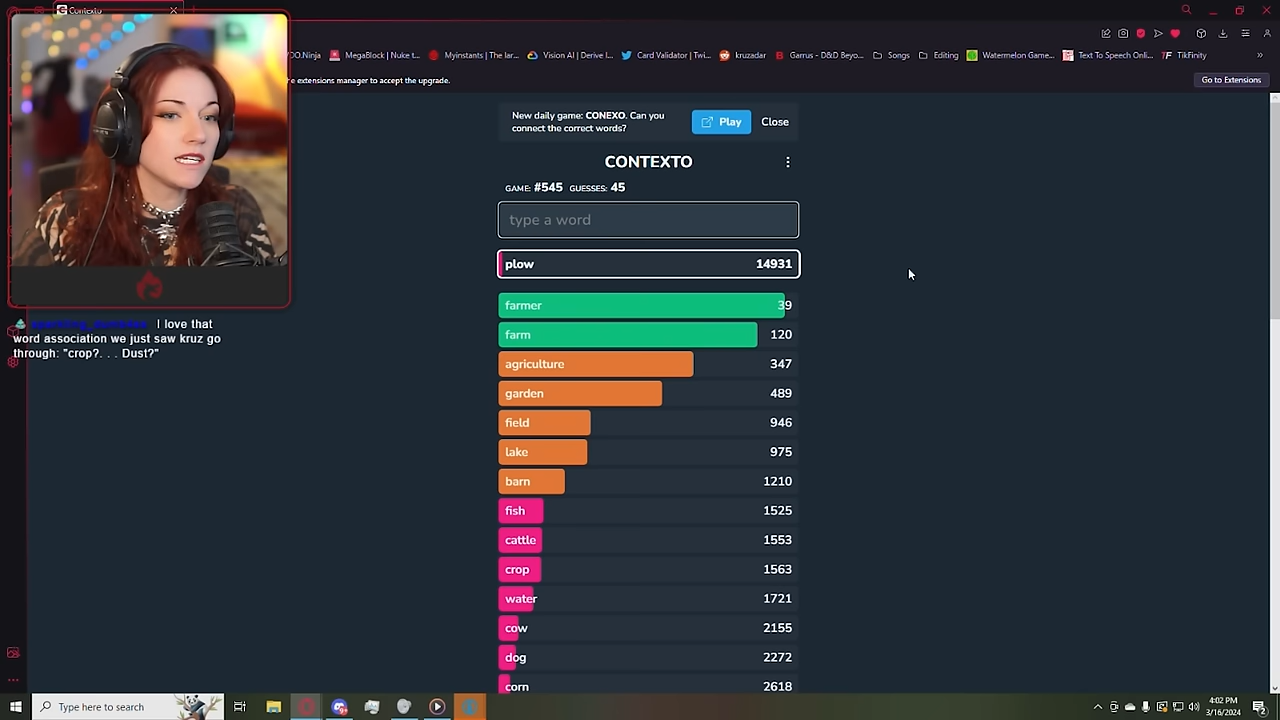 Contexto
OO.Ninja
MegaBlock | Nuke t...
Myinstants | The lar...
Vision AI | Derive I...
Card Validator | Twi...
kruzadar
Garrus - D&D Beyo...
Songs
Editing
Watermelon Game...
Text To Speech Onli...
TikFinity
e extensions manager to accept the upgrade.
Go to Extensions
New daily game: CONEXO. Can you
connect the correct words?
Play
Close
CONTEXTO
GAME: #545 GUESSES: 45
type a word
plow 14931
farmer 39
farm 120
agriculture 347
garden 489
field 946
lake 975
barn 1210
fish 1525
cattle 1553
crop 1563
water 1721
cow 2155
dog 2272
corn 2618
I love that
word association we just saw kruz go
through: "crop?. . . Dust?"
Type here to search
4:02 PM
3/16/2024
2